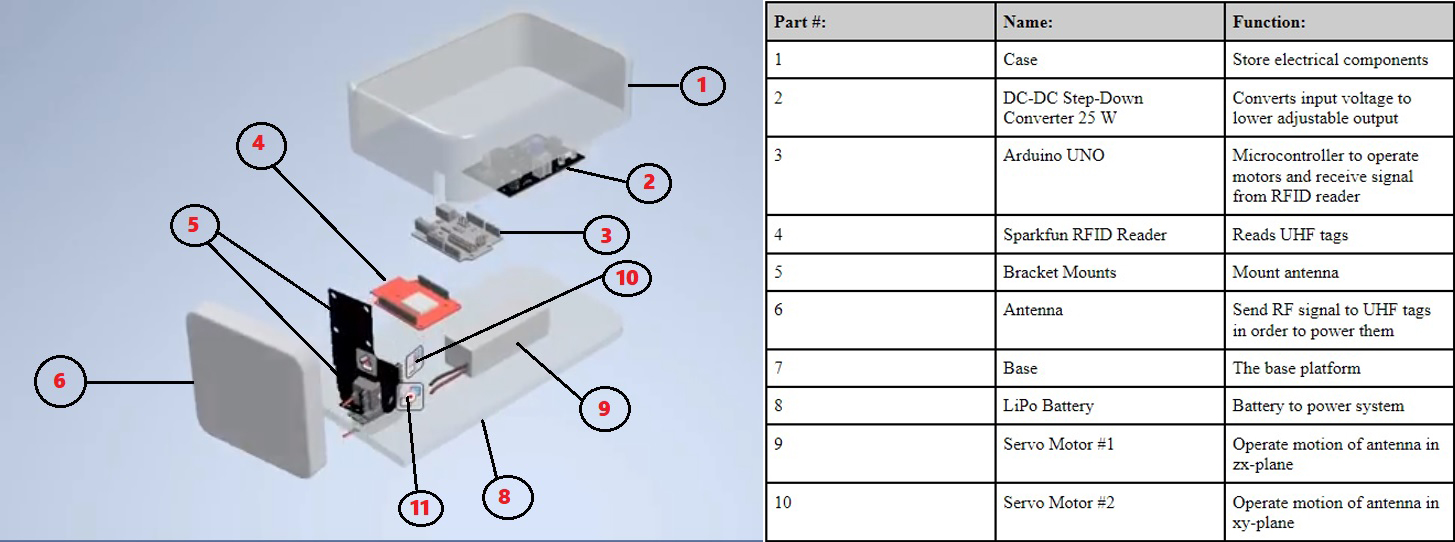 1
4
2
5
3
10
6
9
8
11
Part #: Name: Function:
1 Case Store electrical components
2 DC-DC Step-Down Converts input voltage to
Converter 25 W lower adjustable output
3 Arduino UNO Microcontroller to operate
motors and receive signal
from RFID reader
4 Sparkfun RFID Reader Reads UHF tags
5 Bracket Mounts Mount antenna
6 Antenna Send RF signal to UHF tags
in order to power them
7 Base The base platform
8 LiPo Battery Battery to power system
9 Servo Motor #1 Operate motion of antenna in
zx-plane
10 Servo Motor #2 Operate motion of antenna in
xy-plane